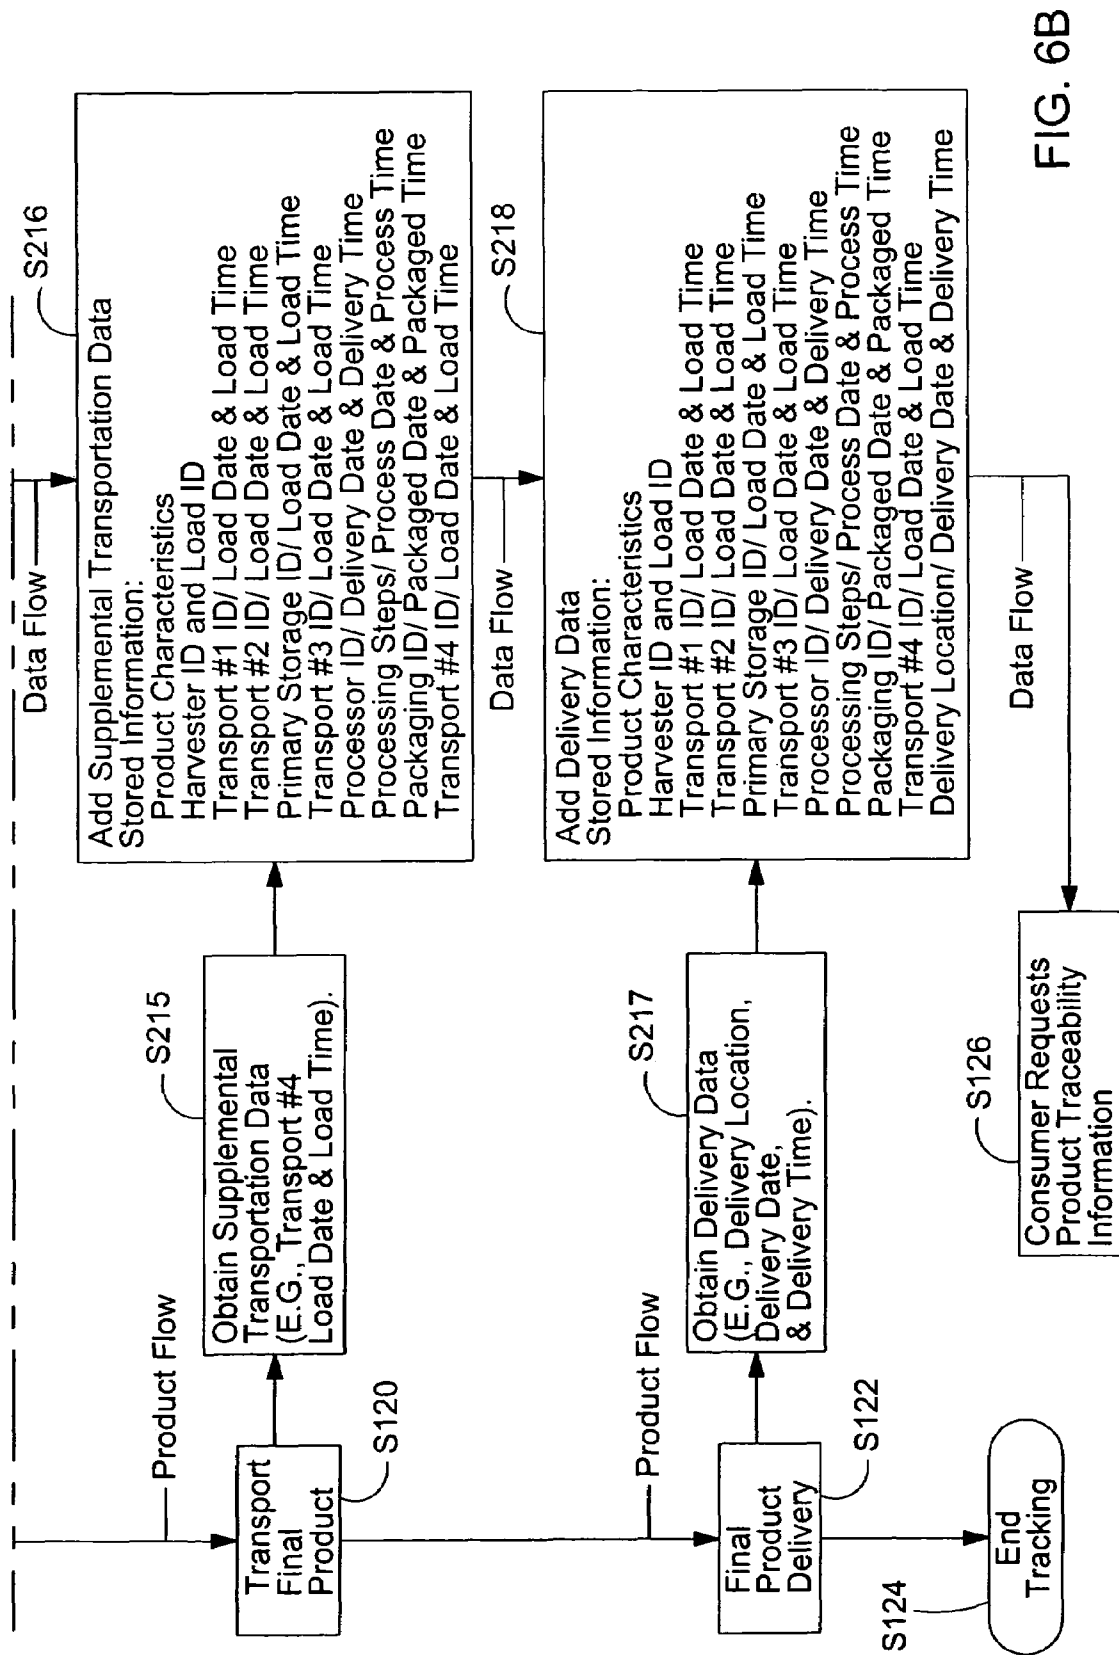 Product Flow
Data Flow
S216
Transport
Final
Product
S120
Obtain Supplemental
Transportation Data
(E.G., Transport #4
Load Date & Load Time).
S215
Add Supplemental Transportation Data
Stored Information:
Product Characteristics
Harvester ID and Load ID
Transport #1 ID/ Load Date & Load Time
Transport #2 ID/ Load Date & Load Time
Primary Storage ID/ Load Date & Load Time
Transport #3 ID/ Load Date & Load Time
Processor ID/ Delivery Date & Delivery Time
Processing Steps/ Process Date & Process Time
Packaging ID/ Packaged Date & Packaged Time
Transport #4 ID/ Load Date & Load Time
Product Flow
Data Flow
S218
Final
Product
Delivery
S122
Obtain Delivery Data
(E.G., Delivery Location,
Delivery Date,
& Delivery Time).
S217
Add Delivery Data
Stored Information:
Product Characteristics
Harvester ID and Load ID
Transport #1 ID/ Load Date & Load Time
Transport #2 ID/ Load Date & Load Time
Primary Storage ID/ Load Date & Load Time
Transport #3 ID/ Load Date & Load Time
Processor ID/ Delivery Date & Delivery Time
Processing Steps/ Process Date & Process Time
Packaging ID/ Packaged Date & Packaged Time
Transport #4 ID/ Load Date & Load Time
Delivery Location/ Delivery Date & Delivery Time
Data Flow
S124
End
Tracking
S126
Consumer Requests
Product Traceability
Information
FIG. 6B